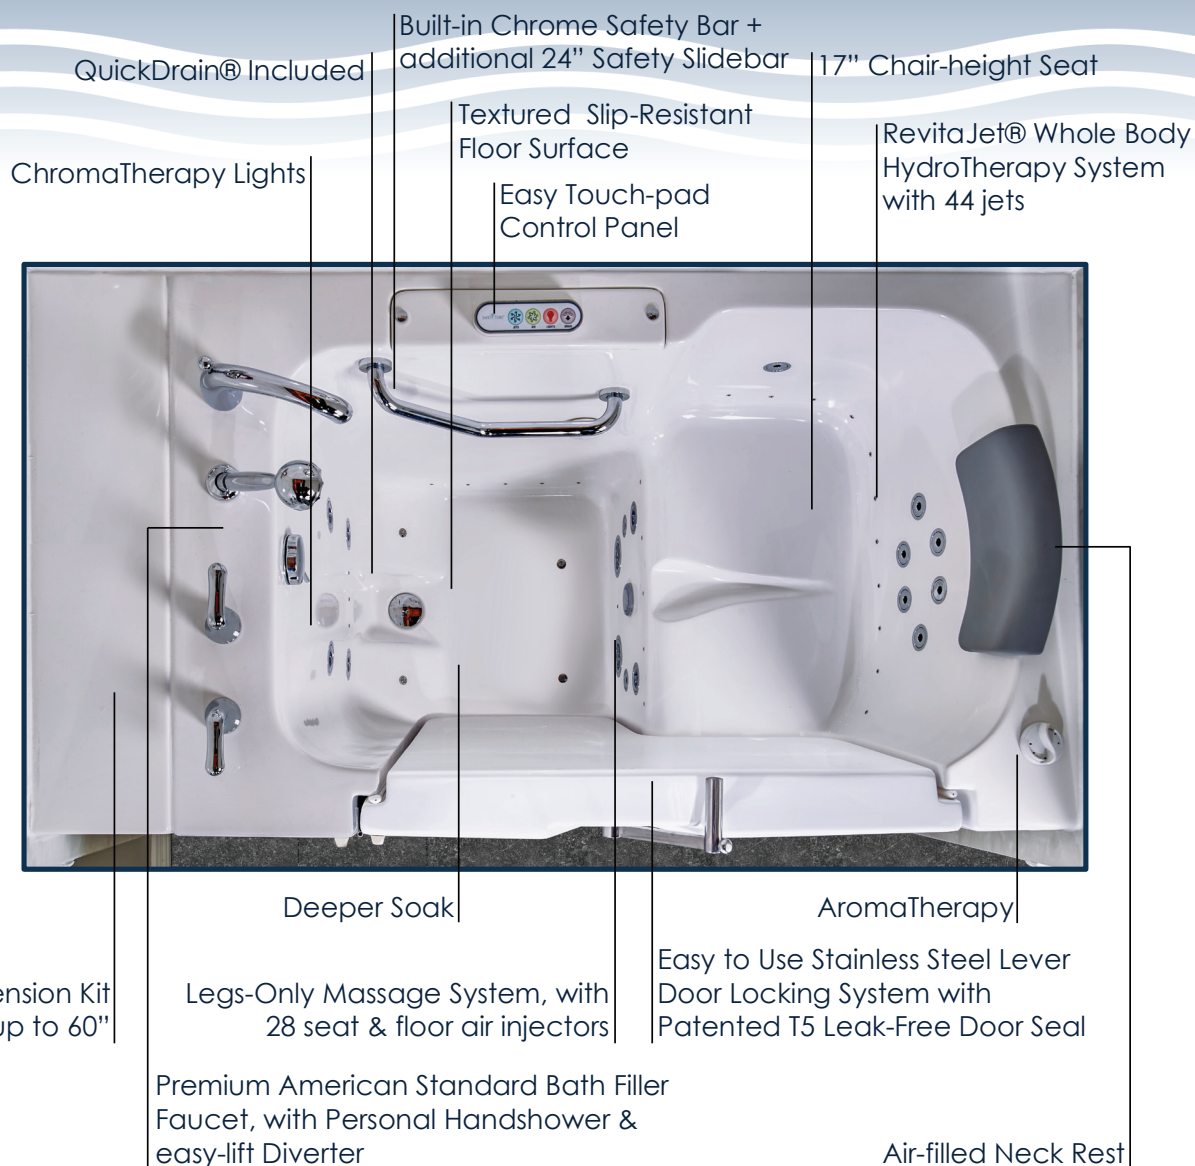 Built-in Chrome Safety Bar +
additional 24” Safety Slidebar
QuickDrain® Included
17” Chair-height Seat
Textured Slip-Resistant
Floor Surface
RevitaJet® Whole Body
HydroTherapy System
with 44 jets
ChromaTherapy Lights
Easy Touch-pad
Control Panel
Deeper Soak
AromaTherapy
ension Kit
up to 60”
Legs-Only Massage System, with
28 seat & floor air injectors
Easy to Use Stainless Steel Lever
Door Locking System with
Patented T5 Leak-Free Door Seal
Premium American Standard Bath Filler
Faucet, with Personal Handshower &
easy-lift Diverter
Air-filled Neck Rest